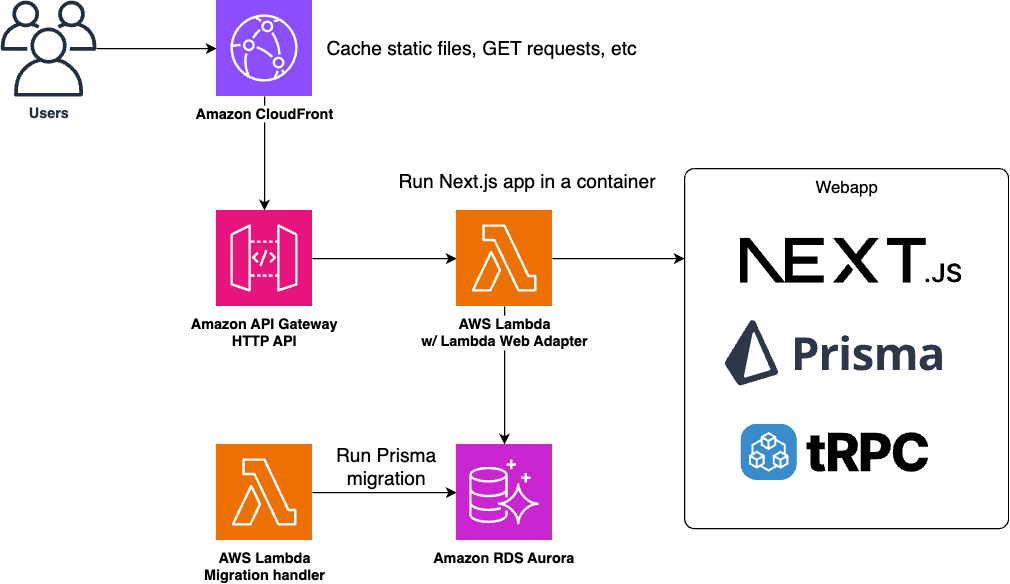 Cache static files, GET requests, etc
Users
Amazon CloudFront
Run Next.js app in a container
Webapp
NEXT.JS
Amazon API Gateway
HTTP API
AWS Lambda
w/ Lambda Web Adapter
Prisma
tRPC
Run Prisma
migration
AWS Lambda
Migration handler
Amazon RDS Aurora